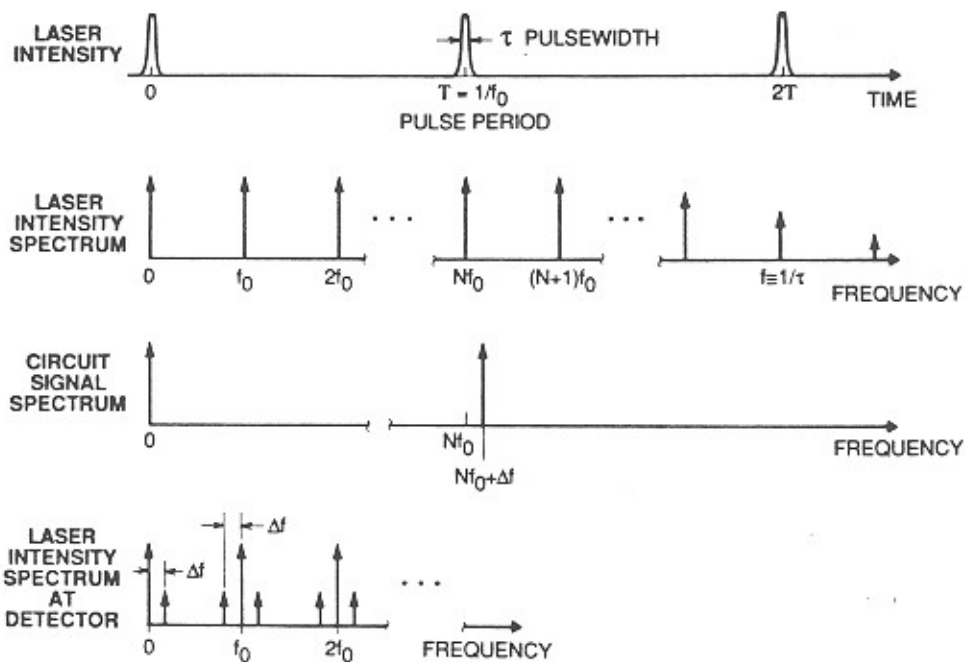 LASER
INTENSITY
τ PULSEWIDTH
0
T = 1/f₀
2T
TIME
PULSE PERIOD
LASER
INTENSITY
SPECTRUM
0
f₀
2f₀
Nf₀
(N+1)f₀
f≡1/τ
FREQUENCY
CIRCUIT
SIGNAL
SPECTRUM
0
Nf₀
FREQUENCY
Nf₀+Δf
LASER
INTENSITY
SPECTRUM
AT
DETECTOR
Δf
Δf
0
f₀
2f₀
FREQUENCY